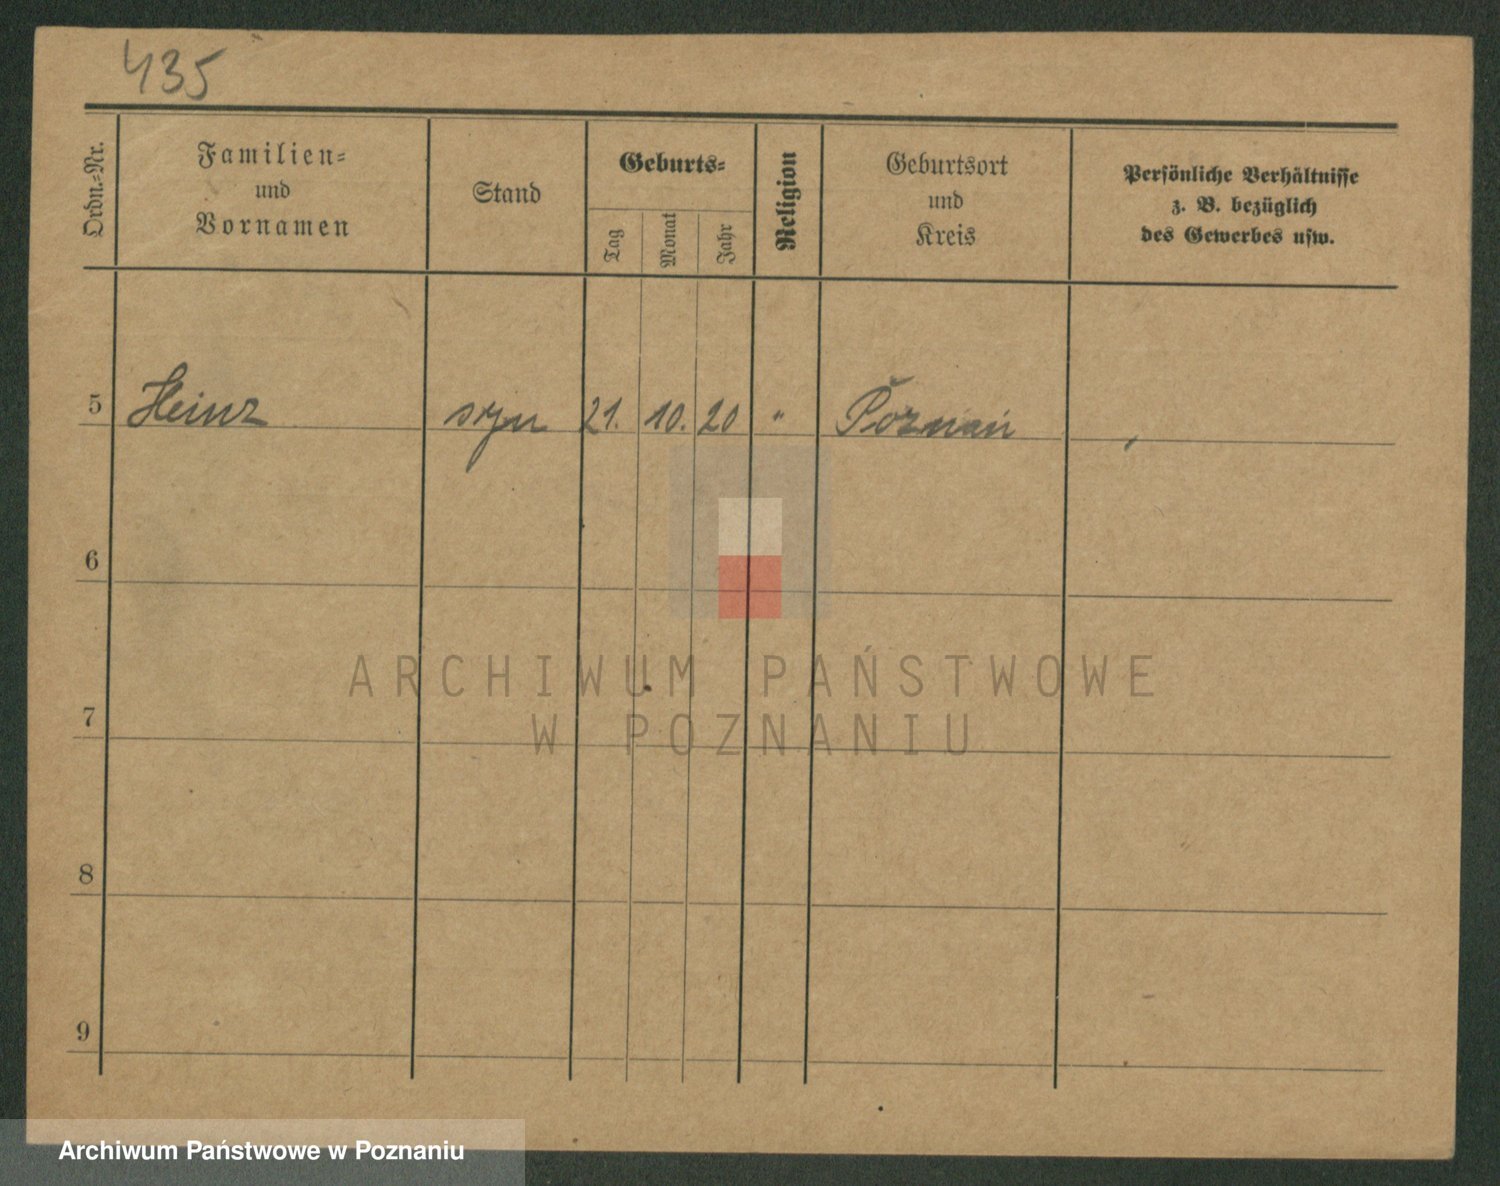 435
Ordn.=Nr.
Familien=
und
Vornamen
Stand
Geburts=
Tag
Monat
Jahr
Religion
Geburtsort
und
Kreis
Persönliche Verhältnisse
z. B. bezüglich
des Gewerbes usw.
5 Heinz syn 21. 10. 20 " Poznań
6
7
8
9
ARCHIWUM PAŃSTWOWE
W POZNANIU
Archiwum Państwowe w Poznaniu